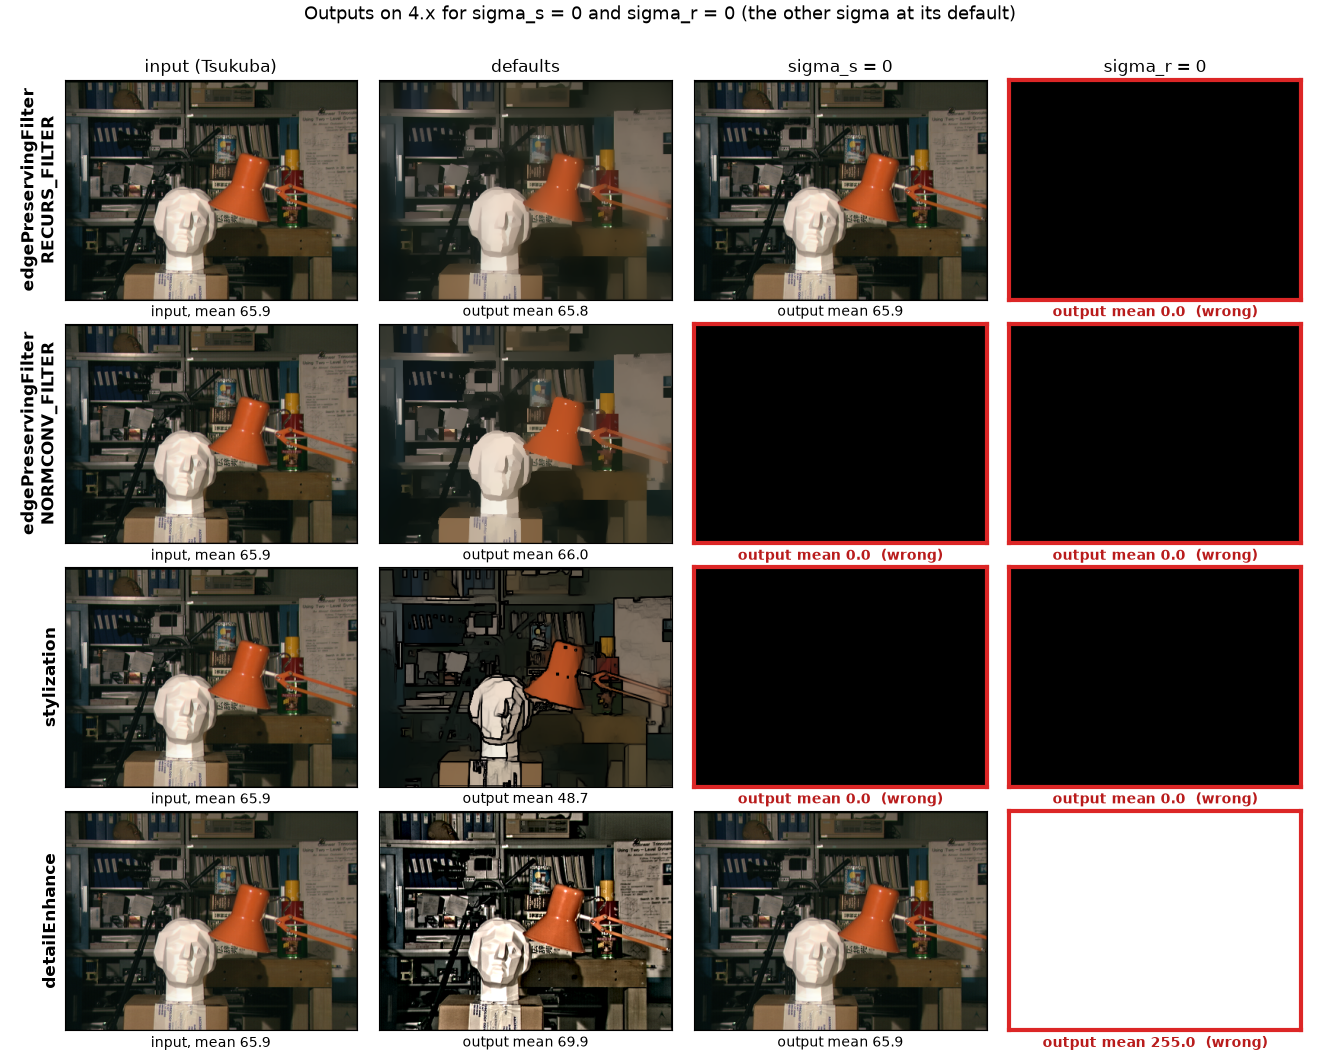 Outputs on 4.x for sigma_s = 0 and sigma_r = 0 (the other sigma at its default)
input (Tsukuba)
defaults
sigma_s = 0
sigma_r = 0
edgePreservingFilter
RECURS_FILTER
input, mean 65.9
output mean 65.8
output mean 65.9
output mean 0.0 (wrong)
edgePreservingFilter
NORMCONV_FILTER
input, mean 65.9
output mean 66.0
output mean 0.0 (wrong)
output mean 0.0 (wrong)
stylization
input, mean 65.9
output mean 48.7
output mean 0.0 (wrong)
output mean 0.0 (wrong)
detailEnhance
input, mean 65.9
output mean 69.9
output mean 65.9
output mean 255.0 (wrong)